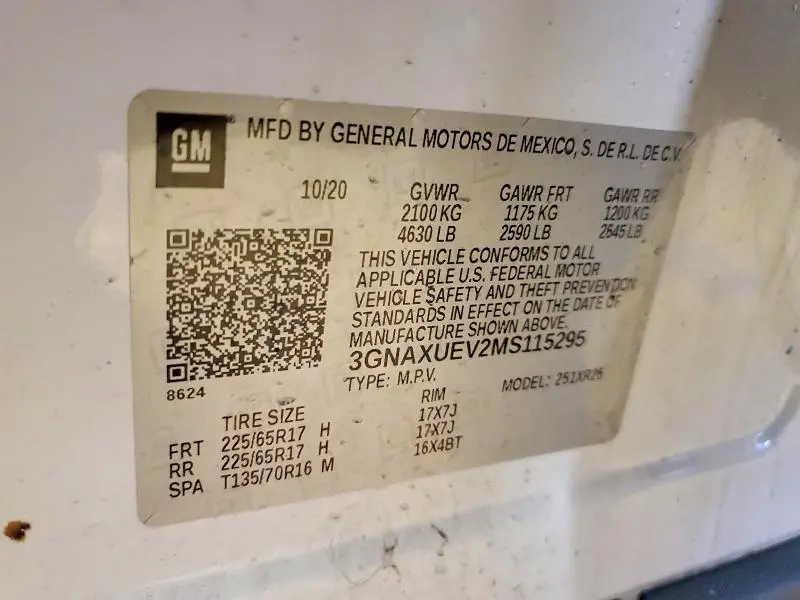 GM MFD BY GENERAL MOTORS DE MEXICO, S. DE R.L. DE C.V.
10/20 GVWR GAWR FRT GAWR RR
2100 KG 1175 KG 1200 KG
4630 LB 2590 LB 2645 LB
THIS VEHICLE CONFORMS TO ALL
APPLICABLE U.S. FEDERAL MOTOR
VEHICLE SAFETY AND THEFT PREVENTION
STANDARDS IN EFFECT ON THE DATE OF
MANUFACTURE SHOWN ABOVE.
3GNAXUEV2MS115295
8624 TYPE: M.P.V. MODEL: 251XR26
TIRE SIZE RIM
FRT 225/65R17 H 17X7J
RR 225/65R17 H 17X7J
SPA T135/70R16 M 16X4BT